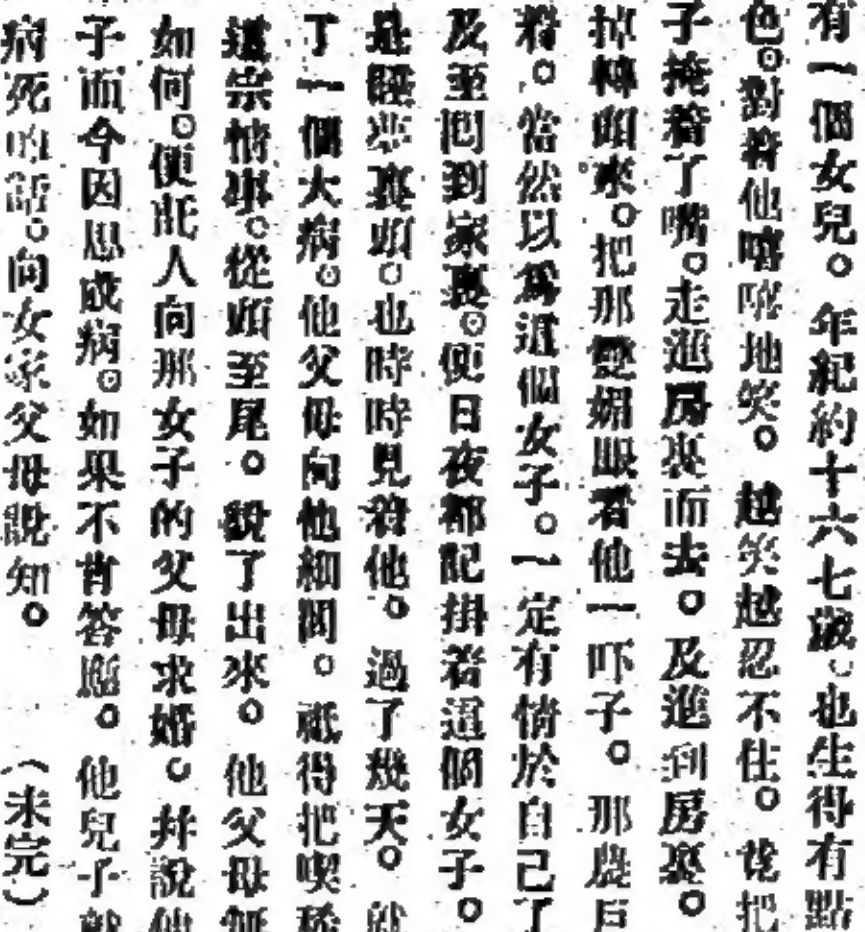 有一個女兒。年紀約十六七歲。也生得有點
色。對着他嘻嘻地笑。越笑越忍不住。把
子掩着了嘴。走進房裏而去。及進到房裏。
掉轉頭來。把那雙媚眼看他一吓子。那農戶
着。當然以爲這個女子。一定有情於自己了
及至囘到家裏。便日夜都記掛着這個女子。
是睡夢裏頭。也時時見着他。過了幾天。就
了一個大病。他父母向他細問。祗得把喫
這宗情事。從頭至尾。說了出來。他父母無
如何。便託人向那女子的父母求婚。幷說他
子而今因思成病。如果不肯答應。他兒子就
病死的話。向女家父母說知。(未完)